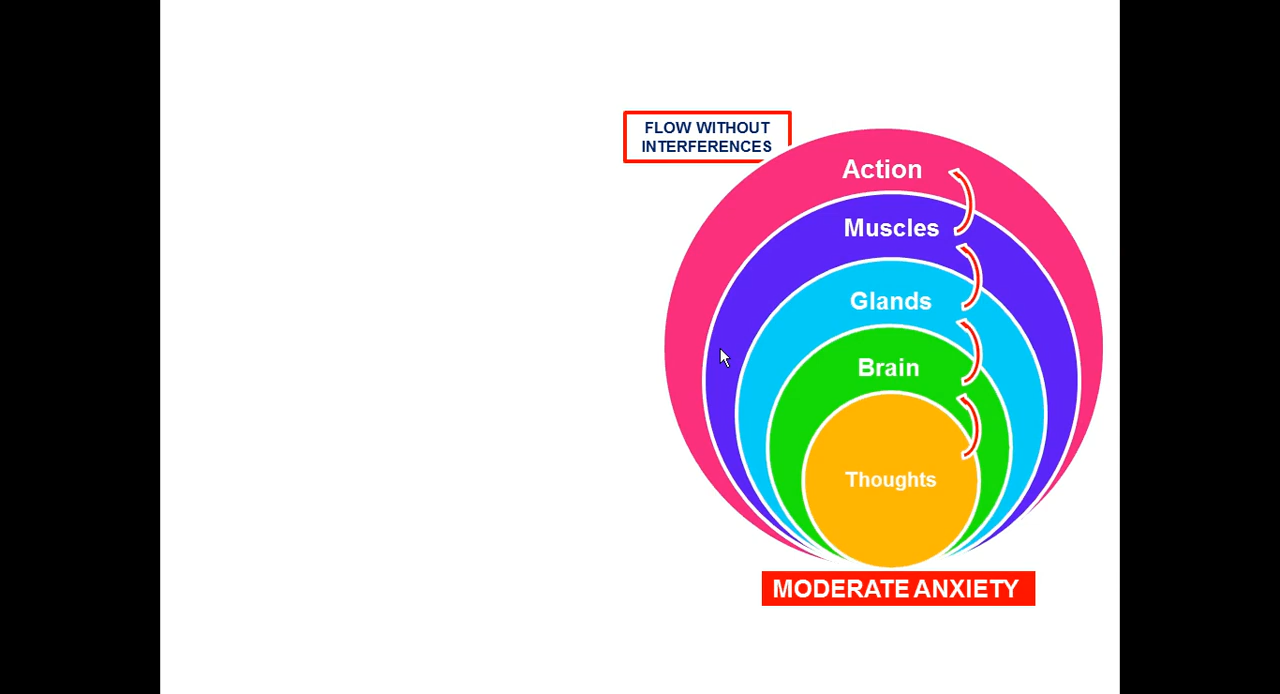 FLOW WITHOUT
INTERFERENCES
Action
Muscles
Glands
Brain
Thoughts
MODERATE ANXIETY